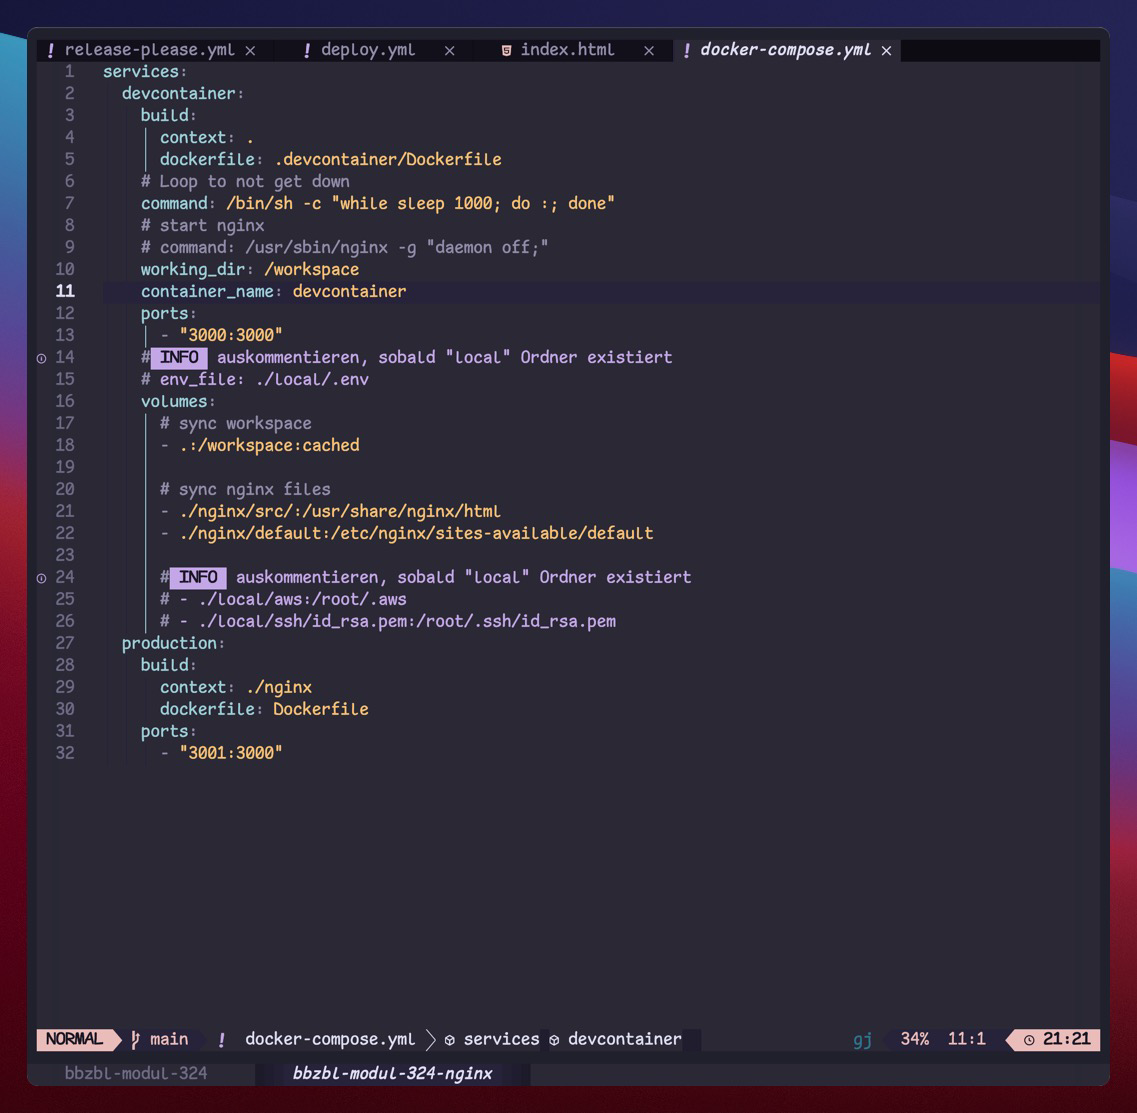 ! release-please.yml × ! deploy.yml × index.html × ! docker-compose.yml ×
1 services:
2 devcontainer:
3 build:
4 context: .
5 dockerfile: .devcontainer/Dockerfile
6 # Loop to not get down
7 command: /bin/sh -c "while sleep 1000; do :; done"
8 # start nginx
9 # command: /usr/sbin/nginx -g "daemon off;"
10 working_dir: /workspace
11 container_name: devcontainer
12 ports:
13 - "3000:3000"
14 # INFO auskommentieren, sobald "local" Ordner existiert
15 # env_file: ./local/.env
16 volumes:
17 # sync workspace
18 - .:/workspace:cached
19
20 # sync nginx files
21 - ./nginx/src/:/usr/share/nginx/html
22 - ./nginx/default:/etc/nginx/sites-available/default
23
24 # INFO auskommentieren, sobald "local" Ordner existiert
25 # - ./local/aws:/root/.aws
26 # - ./local/ssh/id_rsa.pem:/root/.ssh/id_rsa.pem
27 production:
28 build:
29 context: ./nginx
30 dockerfile: Dockerfile
31 ports:
32 - "3001:3000"
NORMAL main ! docker-compose.yml services devcontainer gj 34% 11:1 21:21
bbzbl-modul-324 bbzbl-modul-324-nginx